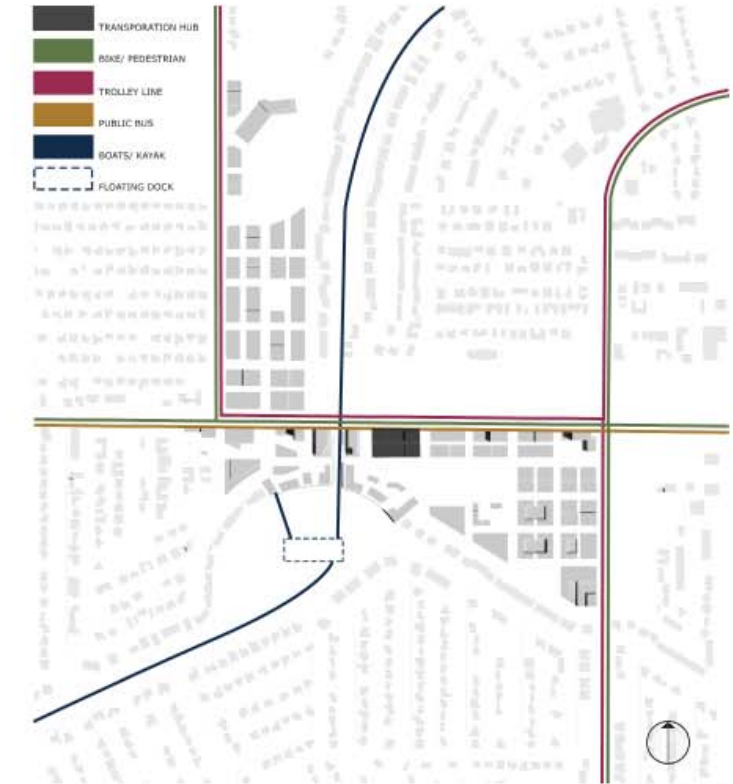 TRANSPORATION HUB
BIKE/ PEDESTRIAN
TROLLEY LINE
PUBLIC BUS
BOATS/ KAYAK
FLOATING DOCK